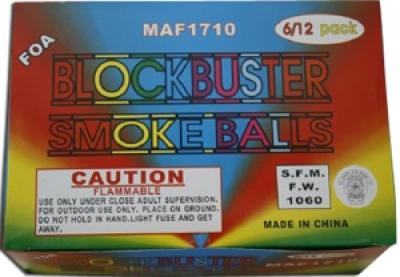 MAF1710
6/12 pack
FOA
BLOCKBUSTER
SMOKE BALLS
CAUTION
FLAMMABLE
USE ONLY UNDER CLOSE ADULT SUPERVISION.
FOR OUTDOOR USE ONLY. PLACE ON GROUND.
DO NOT HOLD IN HAND.LIGHT FUSE AND GET
AWAY.
S.F.M.
F.W.
1060
MADE IN CHINA